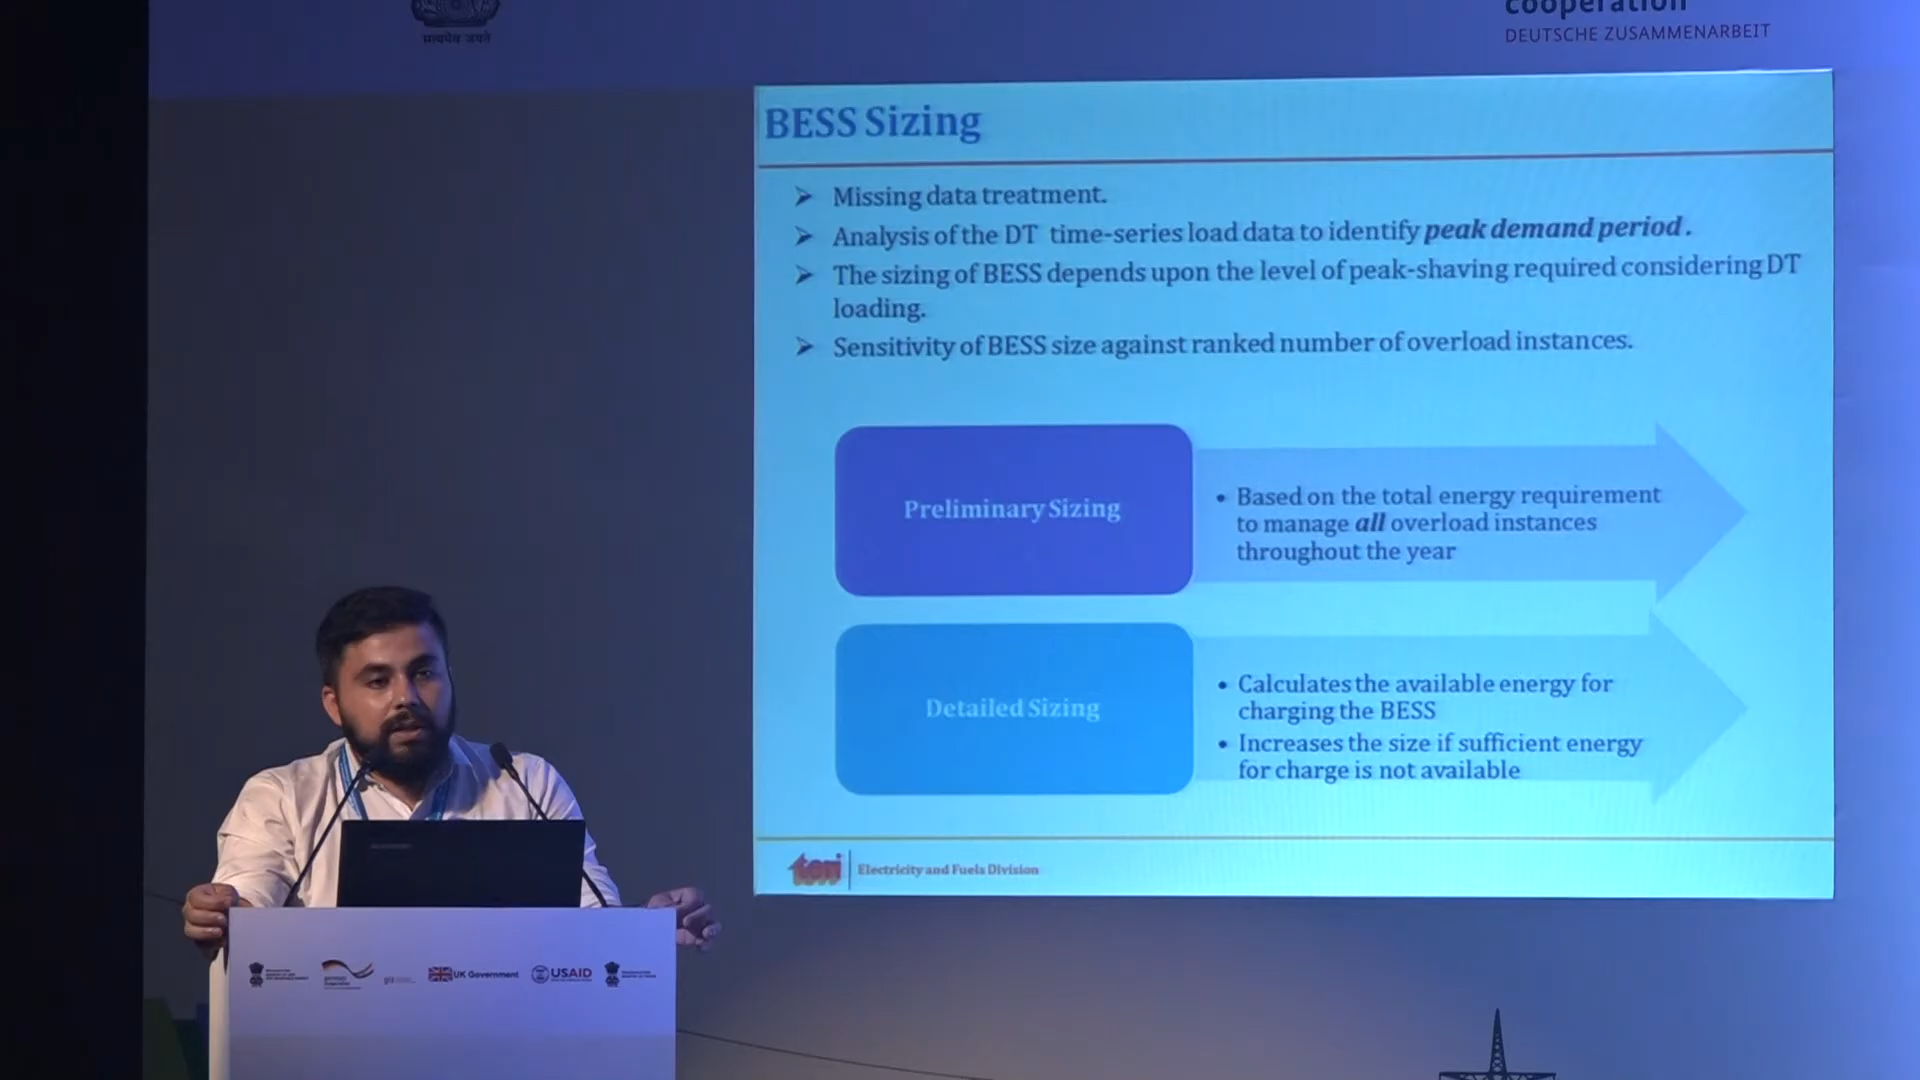 सत्यमेव जयते
cooperation
DEUTSCHE ZUSAMMENARBEIT
BESS Sizing
Missing data treatment.
Analysis of the DT time-series load data to identify peak demand period.
The sizing of BESS depends upon the level of peak-shaving required considering DT
loading.
Sensitivity of BESS size against ranked number of overload instances.
Preliminary Sizing
• Based on the total energy requirement
to manage all overload instances
throughout the year
Detailed Sizing
• Calculates the available energy for
charging the BESS
• Increases the size if sufficient energy
for charge is not available
teri
Electricity and Fuels Division
UK Government
USAID